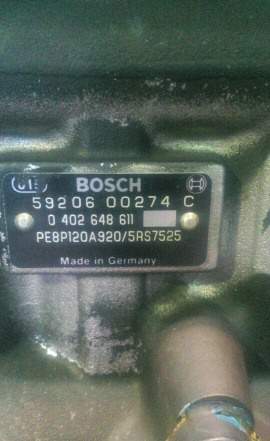 BOSCH
59206 00274 C
0 402 648 611
PE8P120A920/5RS7525
Made in Germany